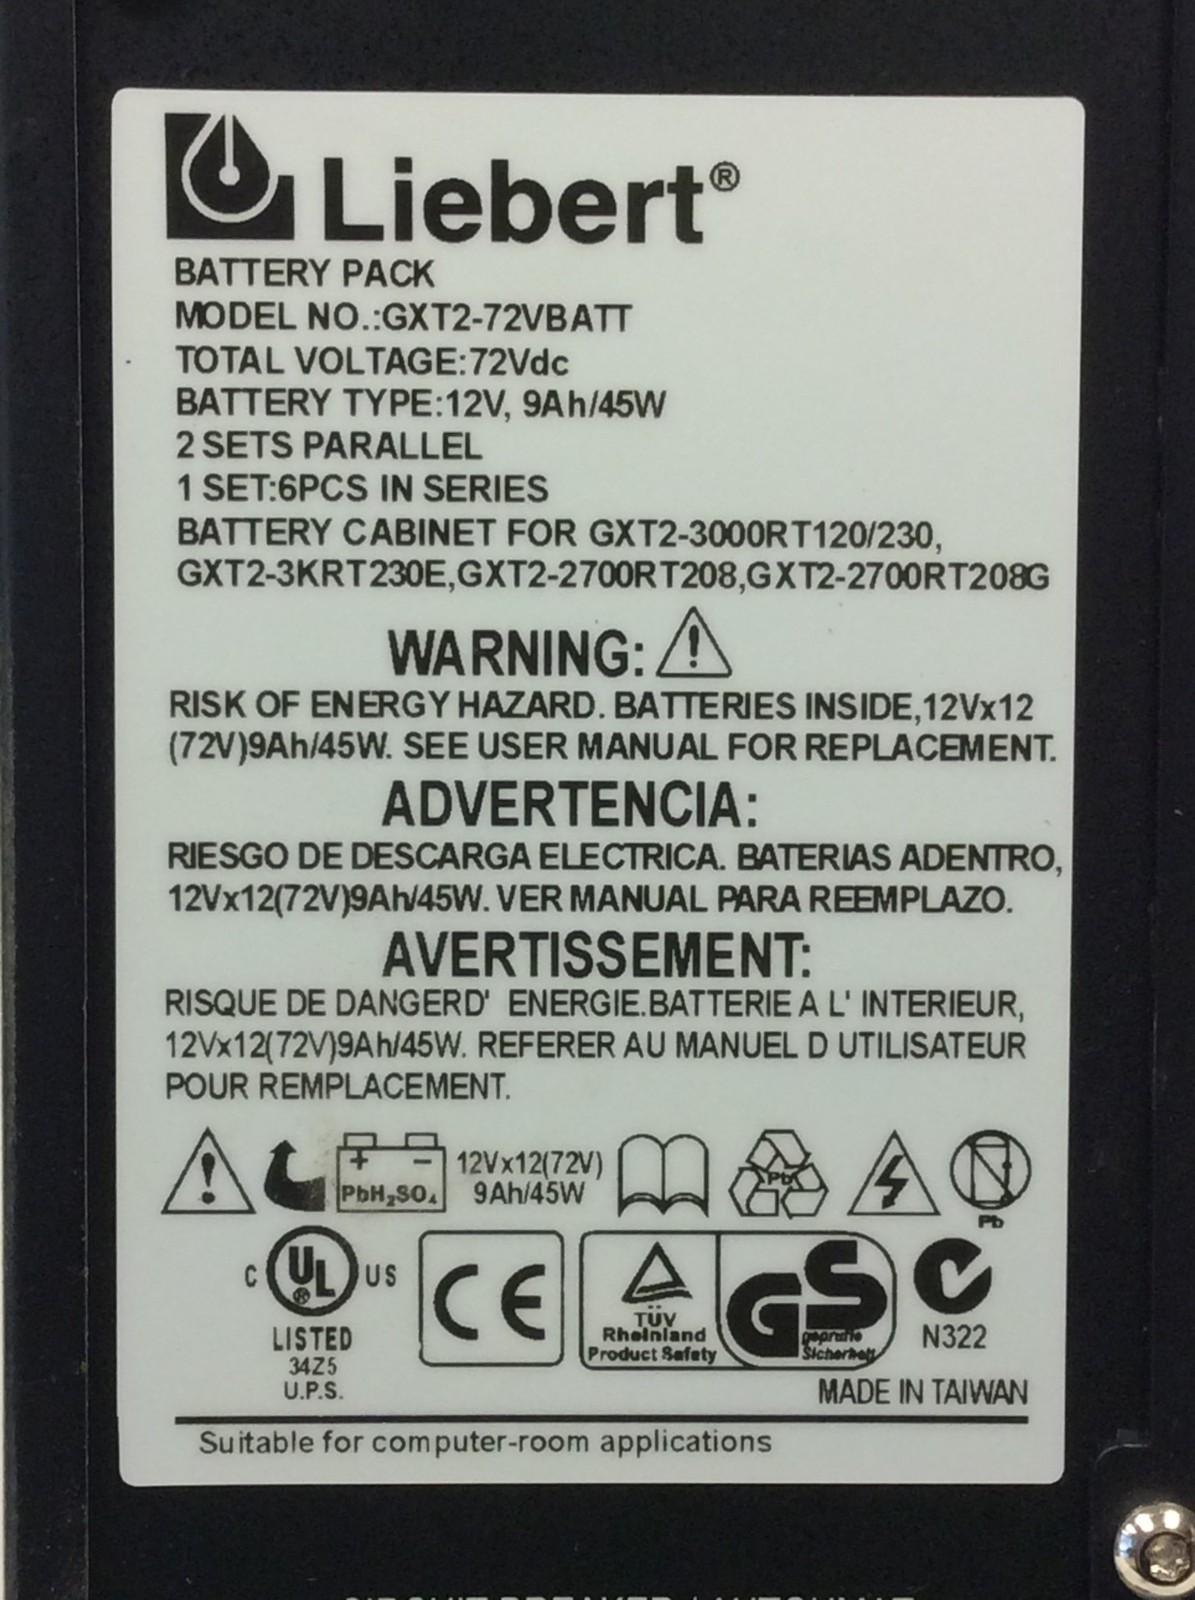 Liebert®
BATTERY PACK
MODEL NO.:GXT2-72VBATT
TOTAL VOLTAGE:72Vdc
BATTERY TYPE:12V, 9Ah/45W
2 SETS PARALLEL
1 SET:6PCS IN SERIES
BATTERY CABINET FOR GXT2-3000RT120/230,
GXT2-3KRT230E,GXT2-2700RT208,GXT2-2700RT208G
WARNING:
RISK OF ENERGY HAZARD. BATTERIES INSIDE,12Vx12
(72V)9Ah/45W. SEE USER MANUAL FOR REPLACEMENT.
ADVERTENCIA:
RIESGO DE DESCARGA ELECTRICA. BATERIAS ADENTRO,
12Vx12(72V)9Ah/45W. VER MANUAL PARA REEMPLAZO.
AVERTISSEMENT:
RISQUE DE DANGERD' ENERGIE.BATTERIE A L' INTERIEUR,
12Vx12(72V)9Ah/45W. REFERER AU MANUEL D UTILISATEUR
POUR REMPLACEMENT.
+ −
PbH₂SO₄
12Vx12(72V)
9Ah/45W
Pb
Pb
C UL® US
LISTED
34Z5
U.P.S.
CE
TÜV
Rheinland
Product Safety
GS
geprüfte
Sicherheit
N322
MADE IN TAIWAN
Suitable for computer-room applications